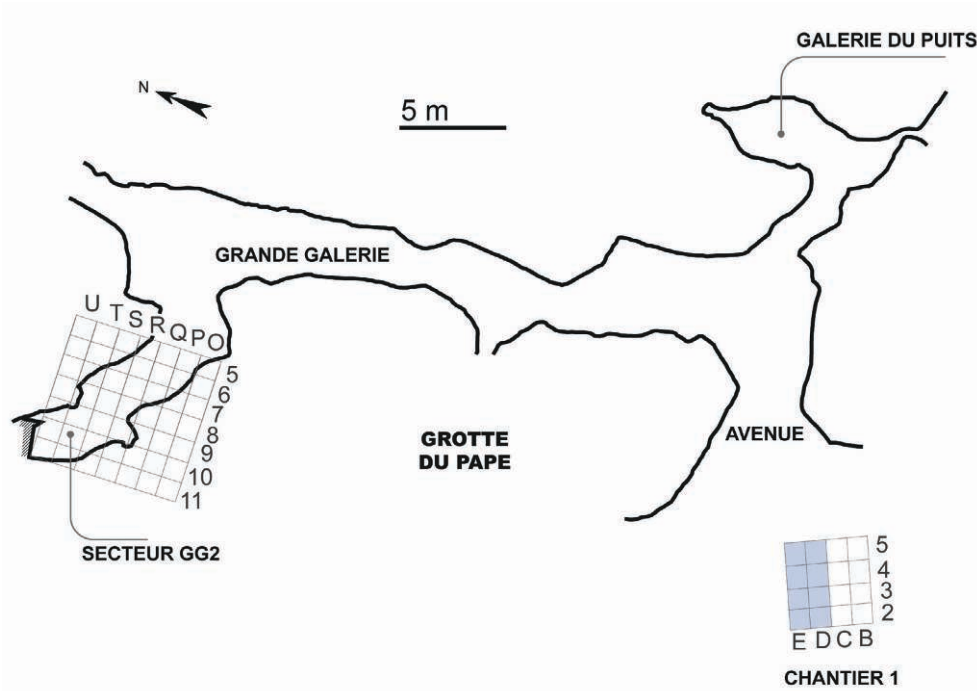 GALERIE DU PUITS
N
5 m
GRANDE GALERIE
U T S R Q P O
5
6
7
8
9
10
11
GROTTE
DU PAPE
AVENUE
SECTEUR GG2
5
4
3
2
E D C B
CHANTIER 1